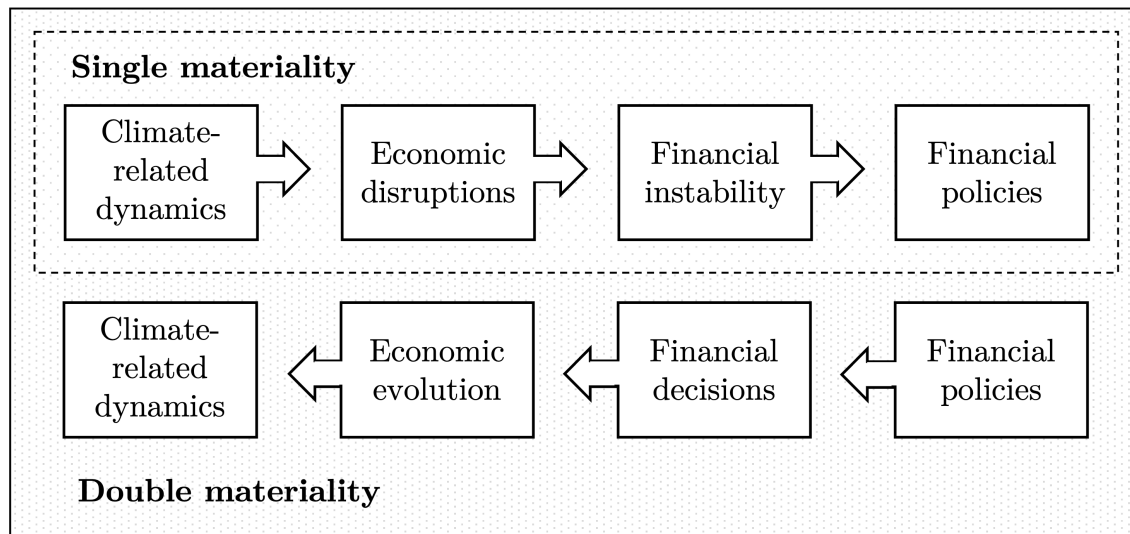 Single materiality
Climate-
related
dynamics
Economic
disruptions
Financial
instability
Financial
policies
Climate-
related
dynamics
Economic
evolution
Financial
decisions
Financial
policies
Double materiality